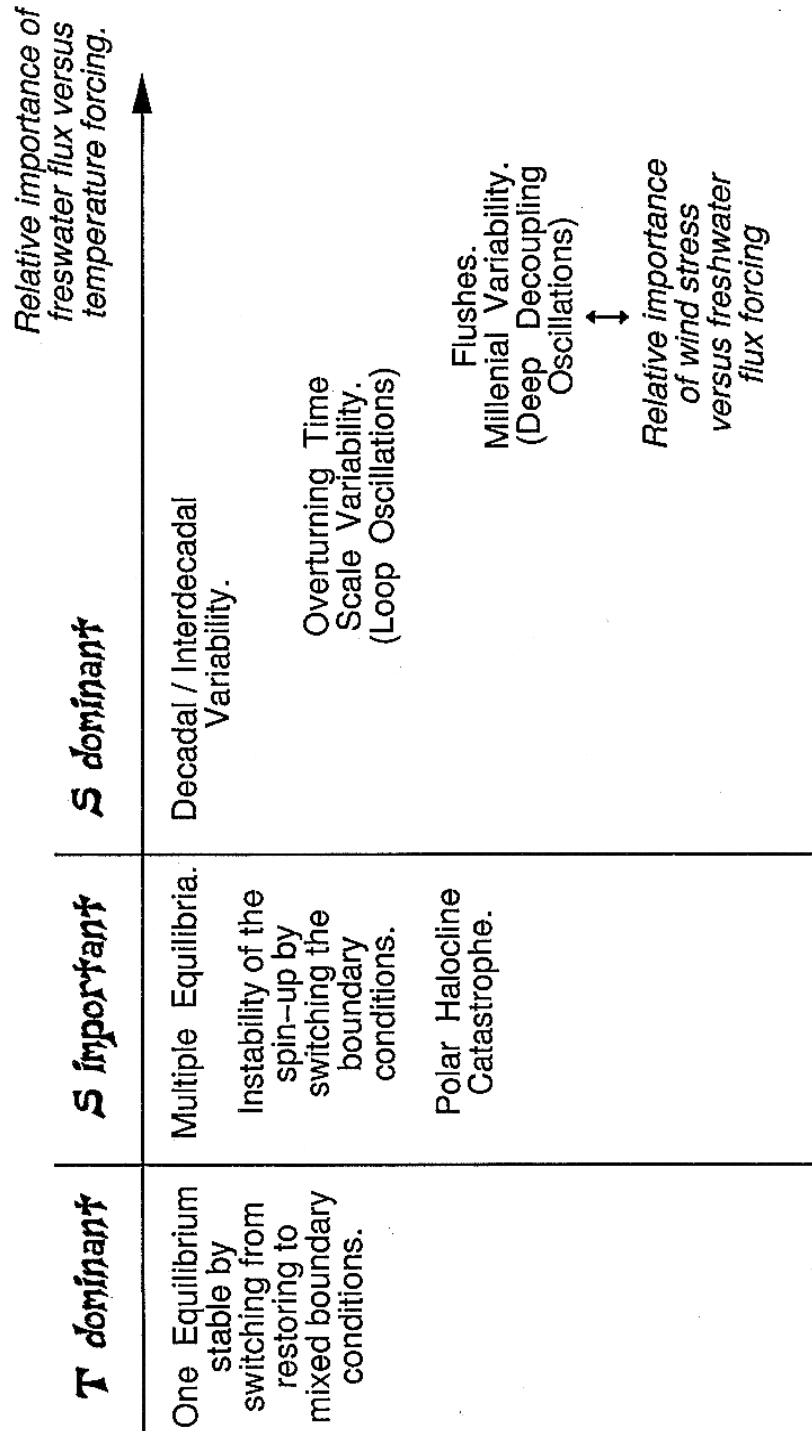 Relative importance of
freswater flux versus
temperature forcing.
T dominant
S important
S dominant
One Equilibrium
stable by
switching from
restoring to
mixed boundary
conditions.
Multiple Equilibria.
Instability of the
spin–up by
switching the
boundary
conditions.
Polar Halocline
Catastrophe.
Decadal / Interdecadal
Variability.
Overturning Time
Scale Variability.
(Loop Oscillations)
Flushes.
Millenial Variability.
(Deep Decoupling
Oscillations)
Relative importance
of wind stress
versus freshwater
flux forcing